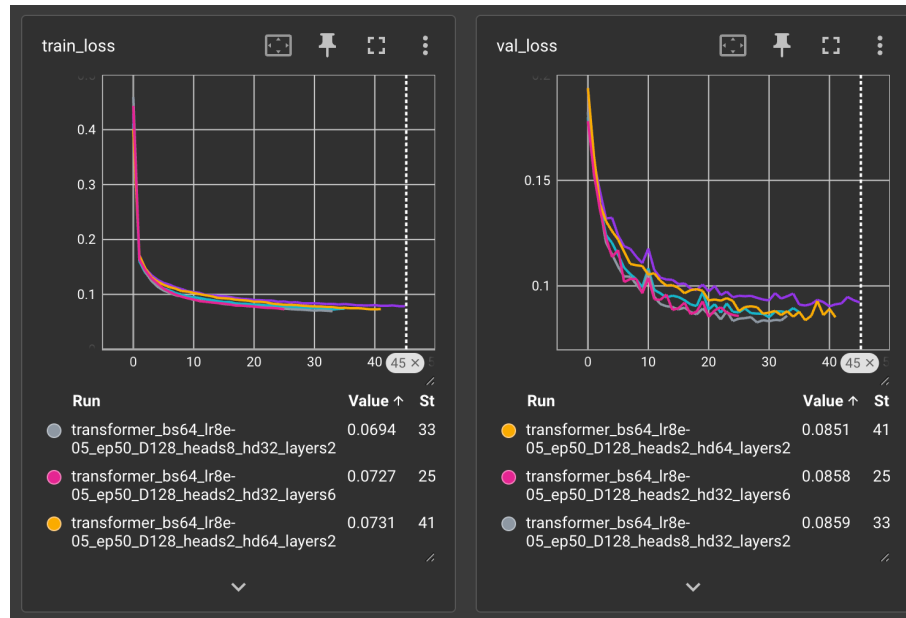 train_loss
0.4
0.3
0.2
0.1
0 10 20 30 40 45 ×
Run Value ↑ St
transformer_bs64_lr8e-
05_ep50_D128_heads8_hd32_layers2
0.0694 33
transformer_bs64_lr8e-
05_ep50_D128_heads2_hd32_layers6
0.0727 25
transformer_bs64_lr8e-
05_ep50_D128_heads2_hd64_layers2
0.0731 41
val_loss
0.2
0.15
0.1
0 10 20 30 40 45 ×
Run Value ↑ St
transformer_bs64_lr8e-
05_ep50_D128_heads2_hd64_layers2
0.0851 41
transformer_bs64_lr8e-
05_ep50_D128_heads2_hd32_layers6
0.0858 25
transformer_bs64_lr8e-
05_ep50_D128_heads8_hd32_layers2
0.0859 33